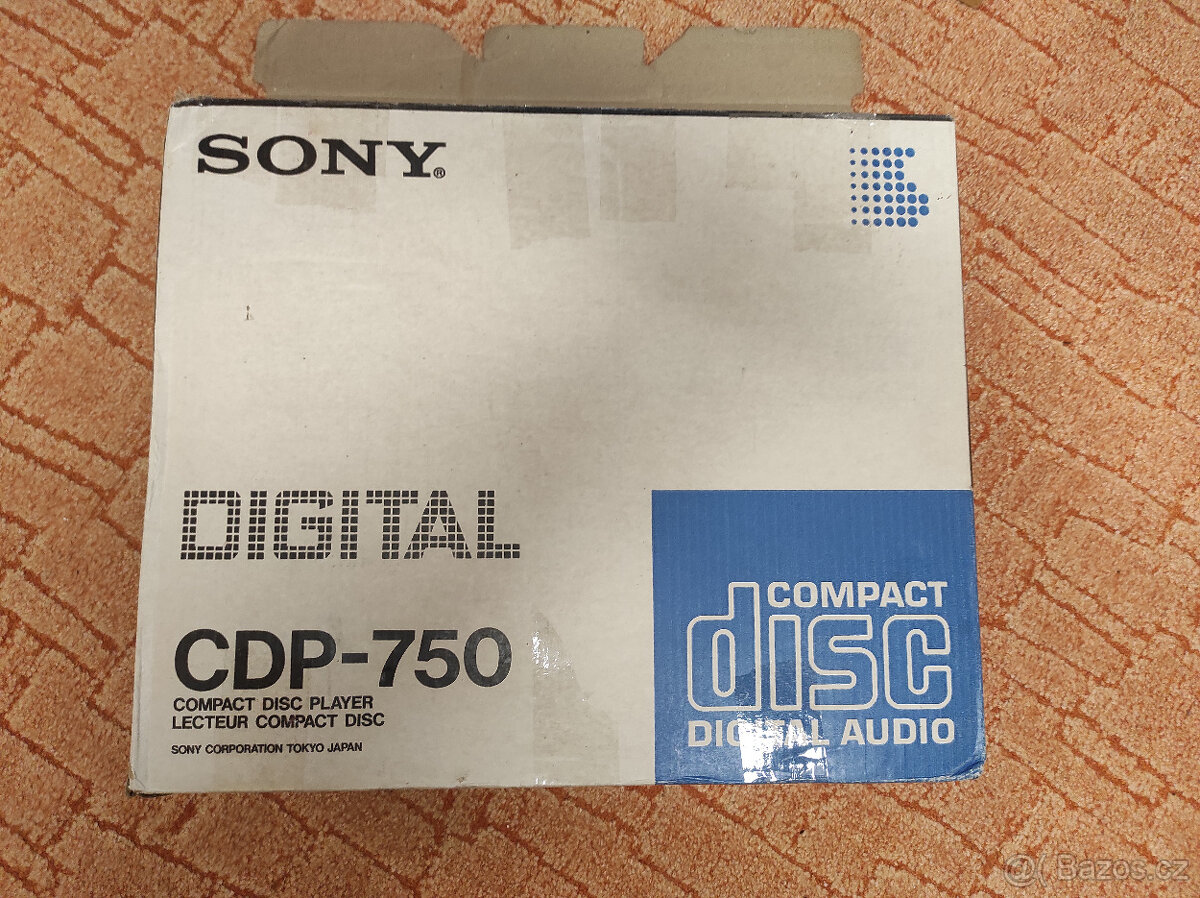 SONY®
DIGITAL
CDP-750
COMPACT DISC PLAYER
LECTEUR COMPACT DISC
SONY CORPORATION TOKYO JAPAN
COMPACT
disc
DIGITAL AUDIO
Bazos.cz